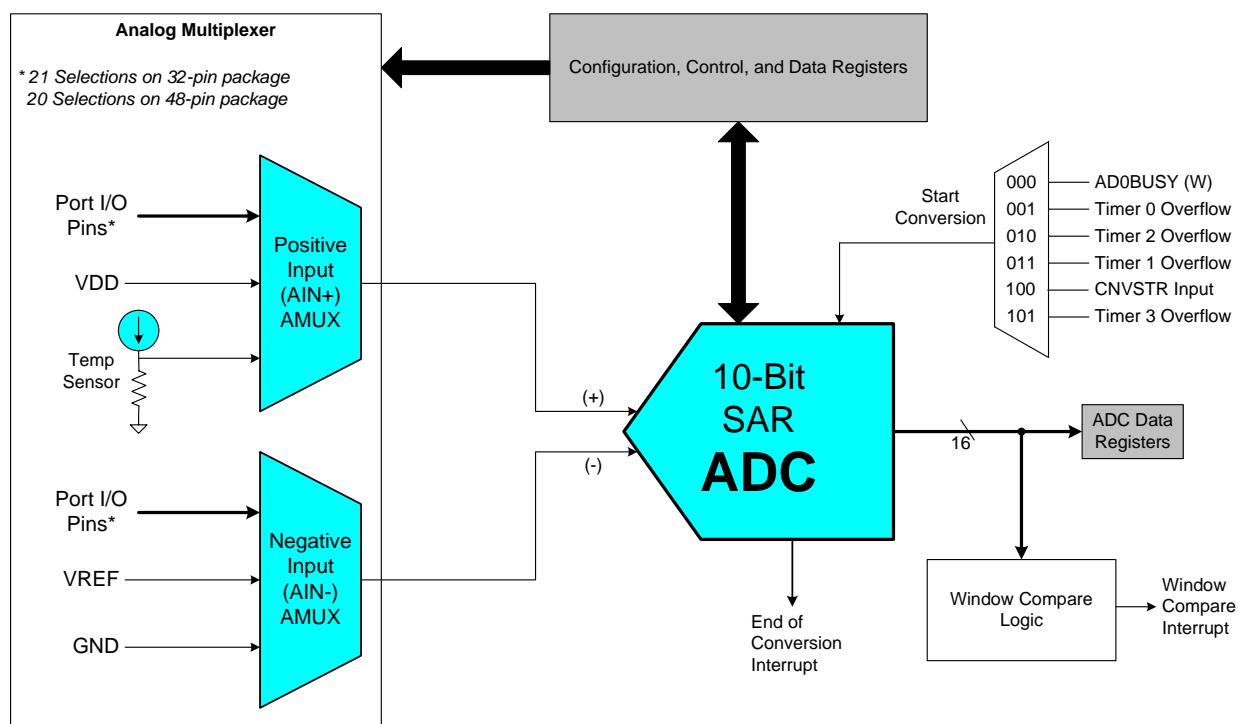 Analog Multiplexer
* 21 Selections on 32-pin package
20 Selections on 48-pin package
Configuration, Control, and Data Registers
Port I/O
Pins*
VDD
Temp
Sensor
Positive
Input
(AIN+)
AMUX
Port I/O
Pins*
VREF
GND
Negative
Input
(AIN-)
AMUX
(+)
(-)
10-Bit
SAR
ADC
Start
Conversion
000 AD0BUSY (W)
001 Timer 0 Overflow
010 Timer 2 Overflow
011 Timer 1 Overflow
100 CNVSTR Input
101 Timer 3 Overflow
16
ADC Data
Registers
End of
Conversion
Interrupt
Window Compare
Logic
Window
Compare
Interrupt